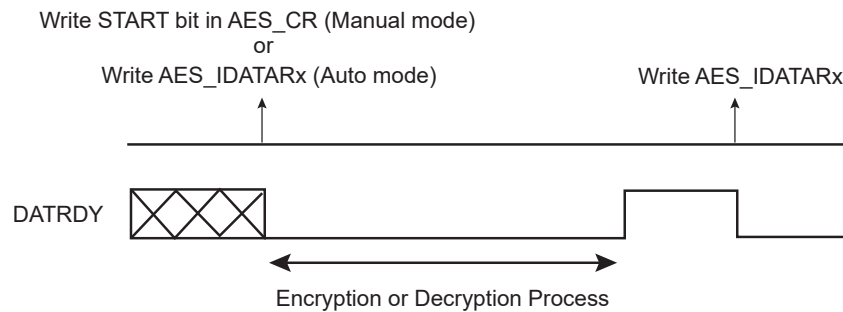 Write START bit in AES_CR (Manual mode)
or
Write AES_IDATARx (Auto mode)
Write AES_IDATARx
DATRDY
Encryption or Decryption Process